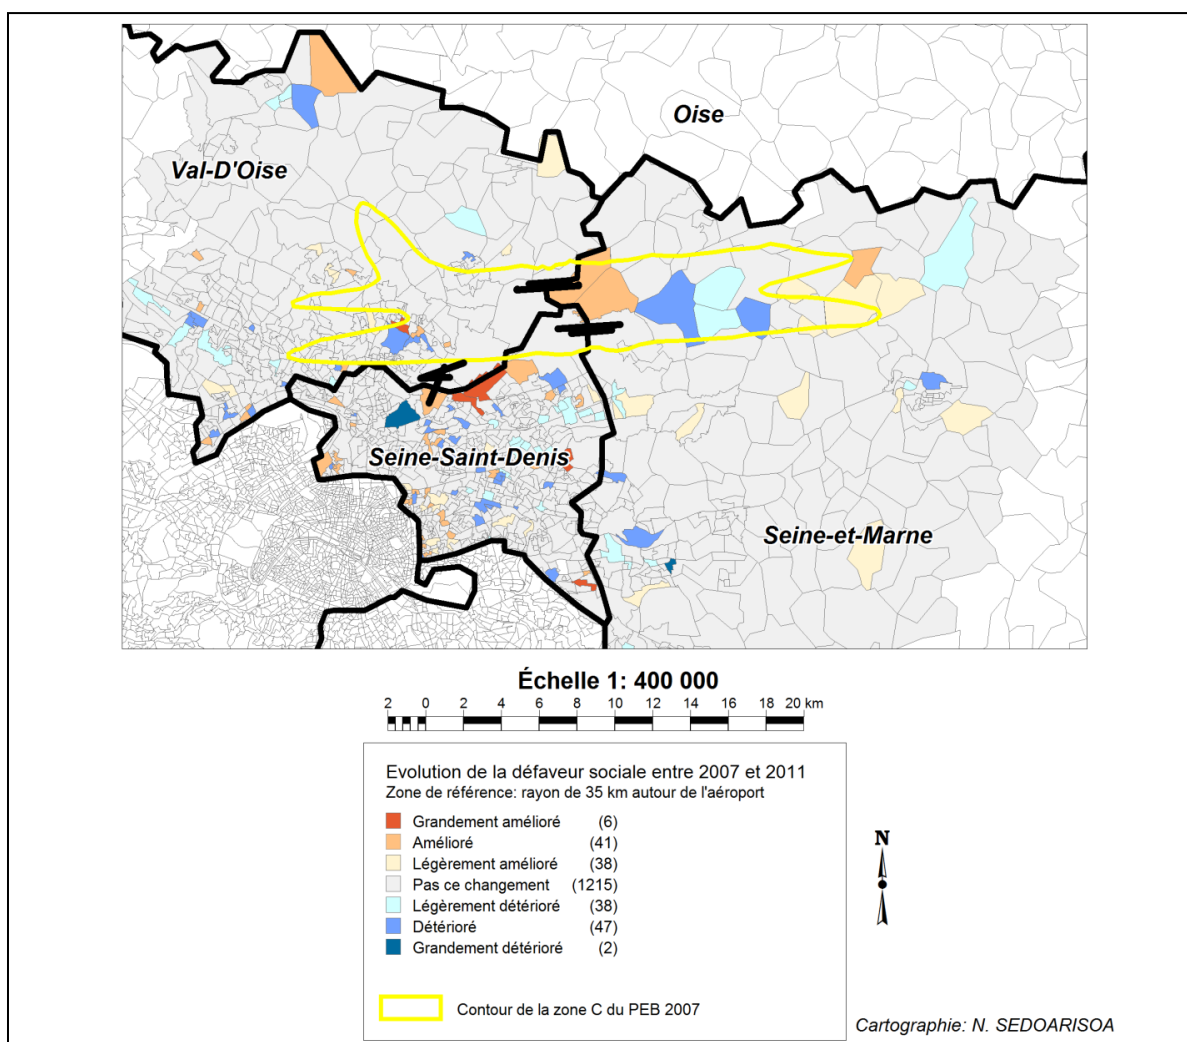 Oise
Val-D'Oise
Seine-Saint-Denis
Seine-et-Marne
Échelle 1: 400 000
2 0 2 4 6 8 10 12 14 16 18 20 km
Evolution de la défaveur sociale entre 2007 et 2011
Zone de référence: rayon de 35 km autour de l'aéroport
Grandement amélioré (6)
Amélioré (41)
Légèrement amélioré (38)
Pas ce changement (1215)
Légèrement détérioré (38)
Détérioré (47)
Grandement détérioré (2)
N
Contour de la zone C du PEB 2007
Cartographie: N. SEDOARISOA